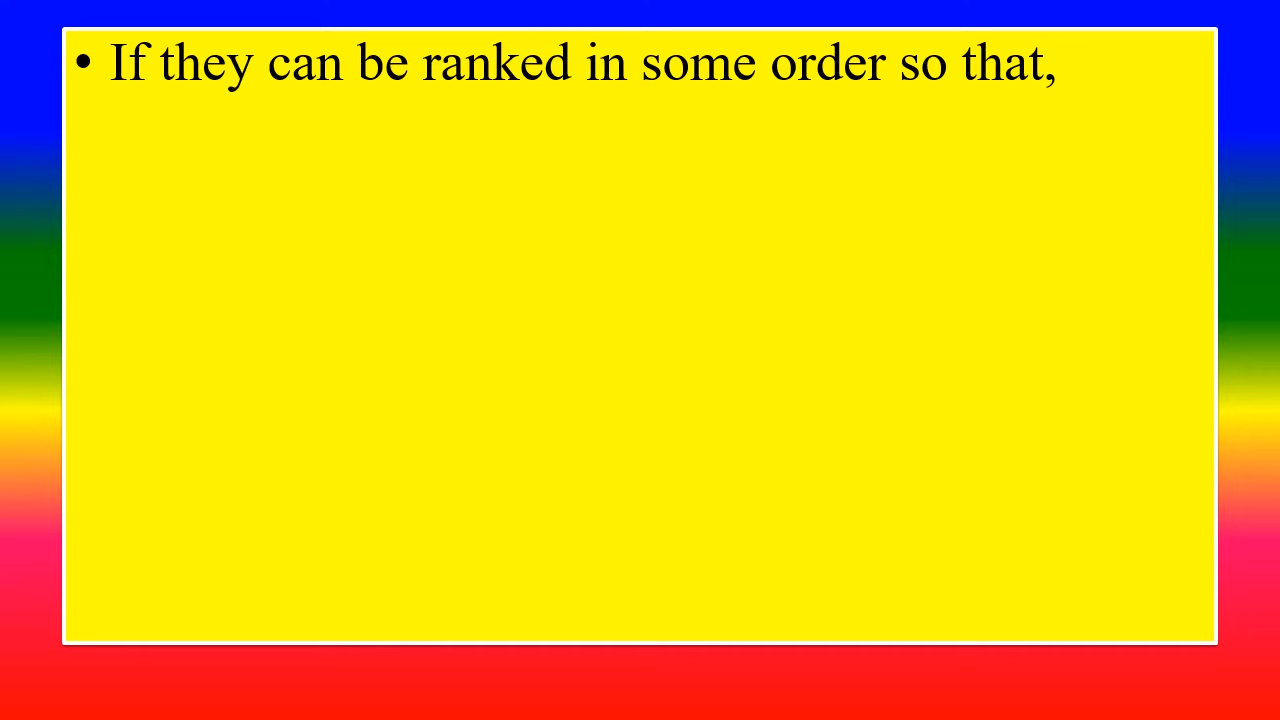 • If they can be ranked in some order so that,